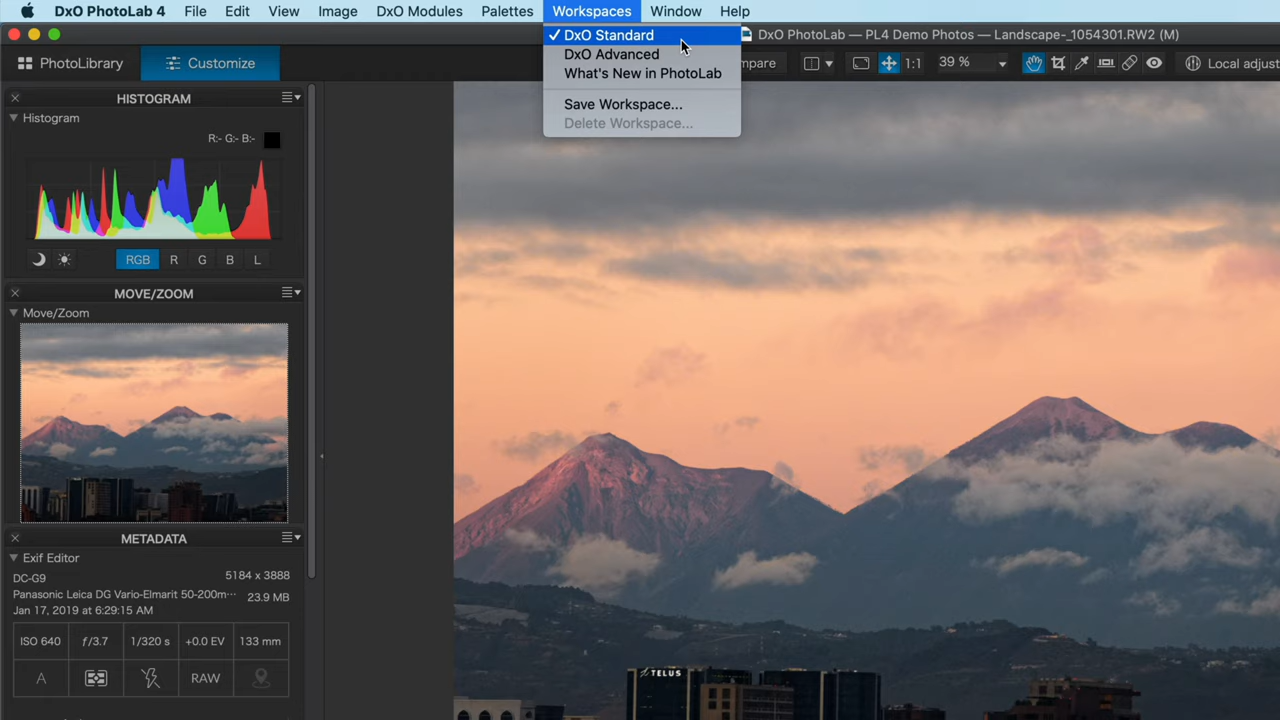 DxO PhotoLab 4 File Edit View Image DxO Modules Palettes Workspaces Window Help
✓ DxO Standard
DxO Advanced
What's New in PhotoLab
Save Workspace...
Delete Workspace...
DxO PhotoLab — PL4 Demo Photos — Landscape-_1054301.RW2 (M)
PhotoLibrary Customize mpare 1:1 39 % Local adjust
HISTOGRAM
Histogram
R:- G:- B:-
RGB R G B L
MOVE/ZOOM
Move/Zoom
METADATA
Exif Editor
DC-G9 5184 x 3888
Panasonic Leica DG Vario-Elmarit 50-200m··· 23.9 MB
Jan 17, 2019 at 6:29:15 AM
ISO 640 ƒ/3.7 1/320 s +0.0 EV 133 mm
A RAW
TELUS